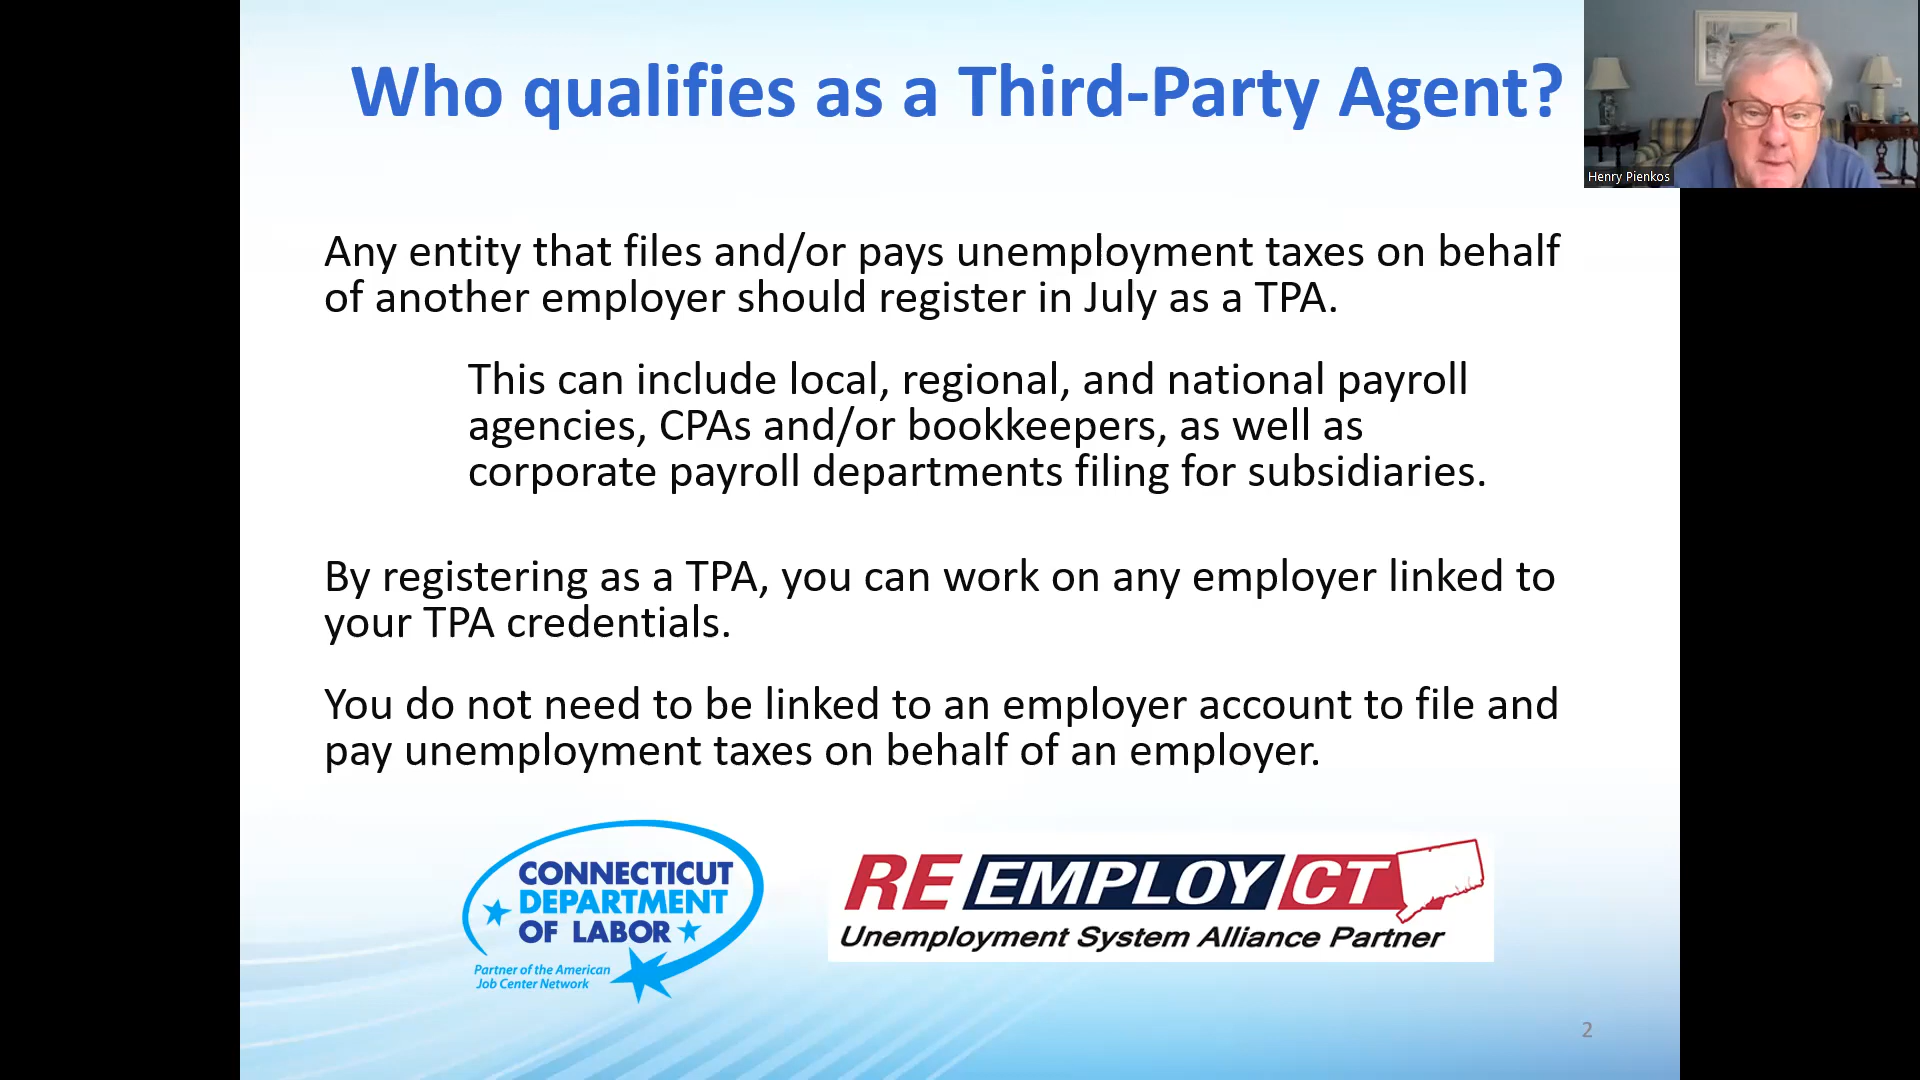 Who qualifies as a Third-Party Agent?
Henry Pienkos
Any entity that files and/or pays unemployment taxes on behalf
of another employer should register in July as a TPA.
This can include local, regional, and national payroll
agencies, CPAs and/or bookkeepers, as well as
corporate payroll departments filing for subsidiaries.
By registering as a TPA, you can work on any employer linked to
your TPA credentials.
You do not need to be linked to an employer account to file and
pay unemployment taxes on behalf of an employer.
CONNECTICUT
DEPARTMENT
OF LABOR
Partner of the American
Job Center Network
REEMPLOYCT
Unemployment System Alliance Partner
2